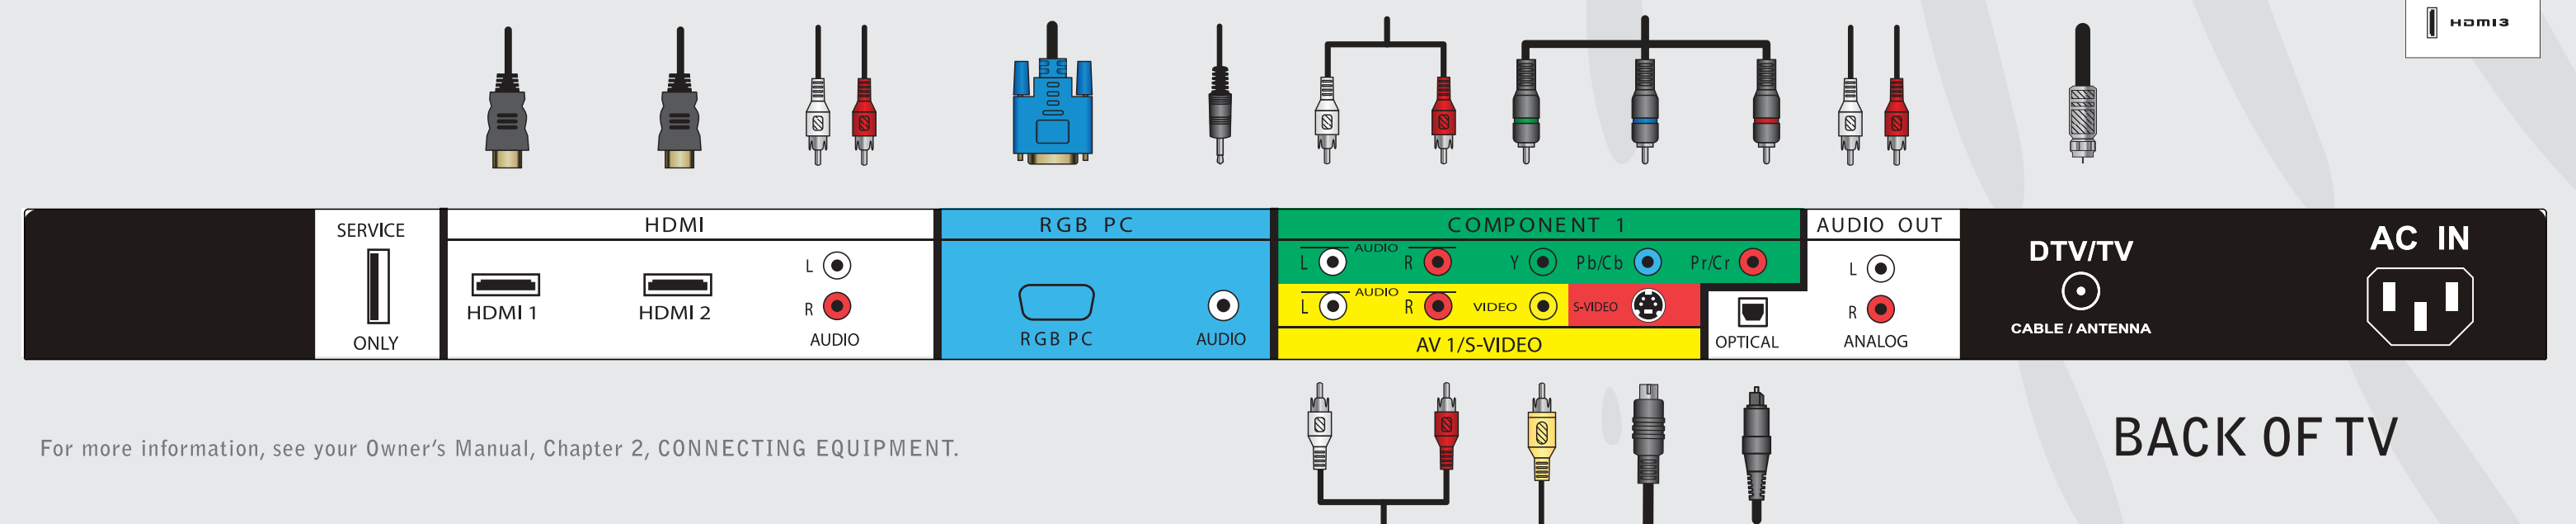 HDMI3
SERVICE
ONLY
HDMI
HDMI 1
HDMI 2
L
R
AUDIO
RGB PC
RGB PC
AUDIO
COMPONENT 1
AUDIO
L R Y Pb/Cb Pr/Cr
AUDIO
L R VIDEO S-VIDEO
AV 1/S-VIDEO
AUDIO OUT
L
R
OPTICAL
ANALOG
DTV/TV
CABLE / ANTENNA
AC IN
For more information, see your Owner's Manual, Chapter 2, CONNECTING EQUIPMENT.
BACK OF TV